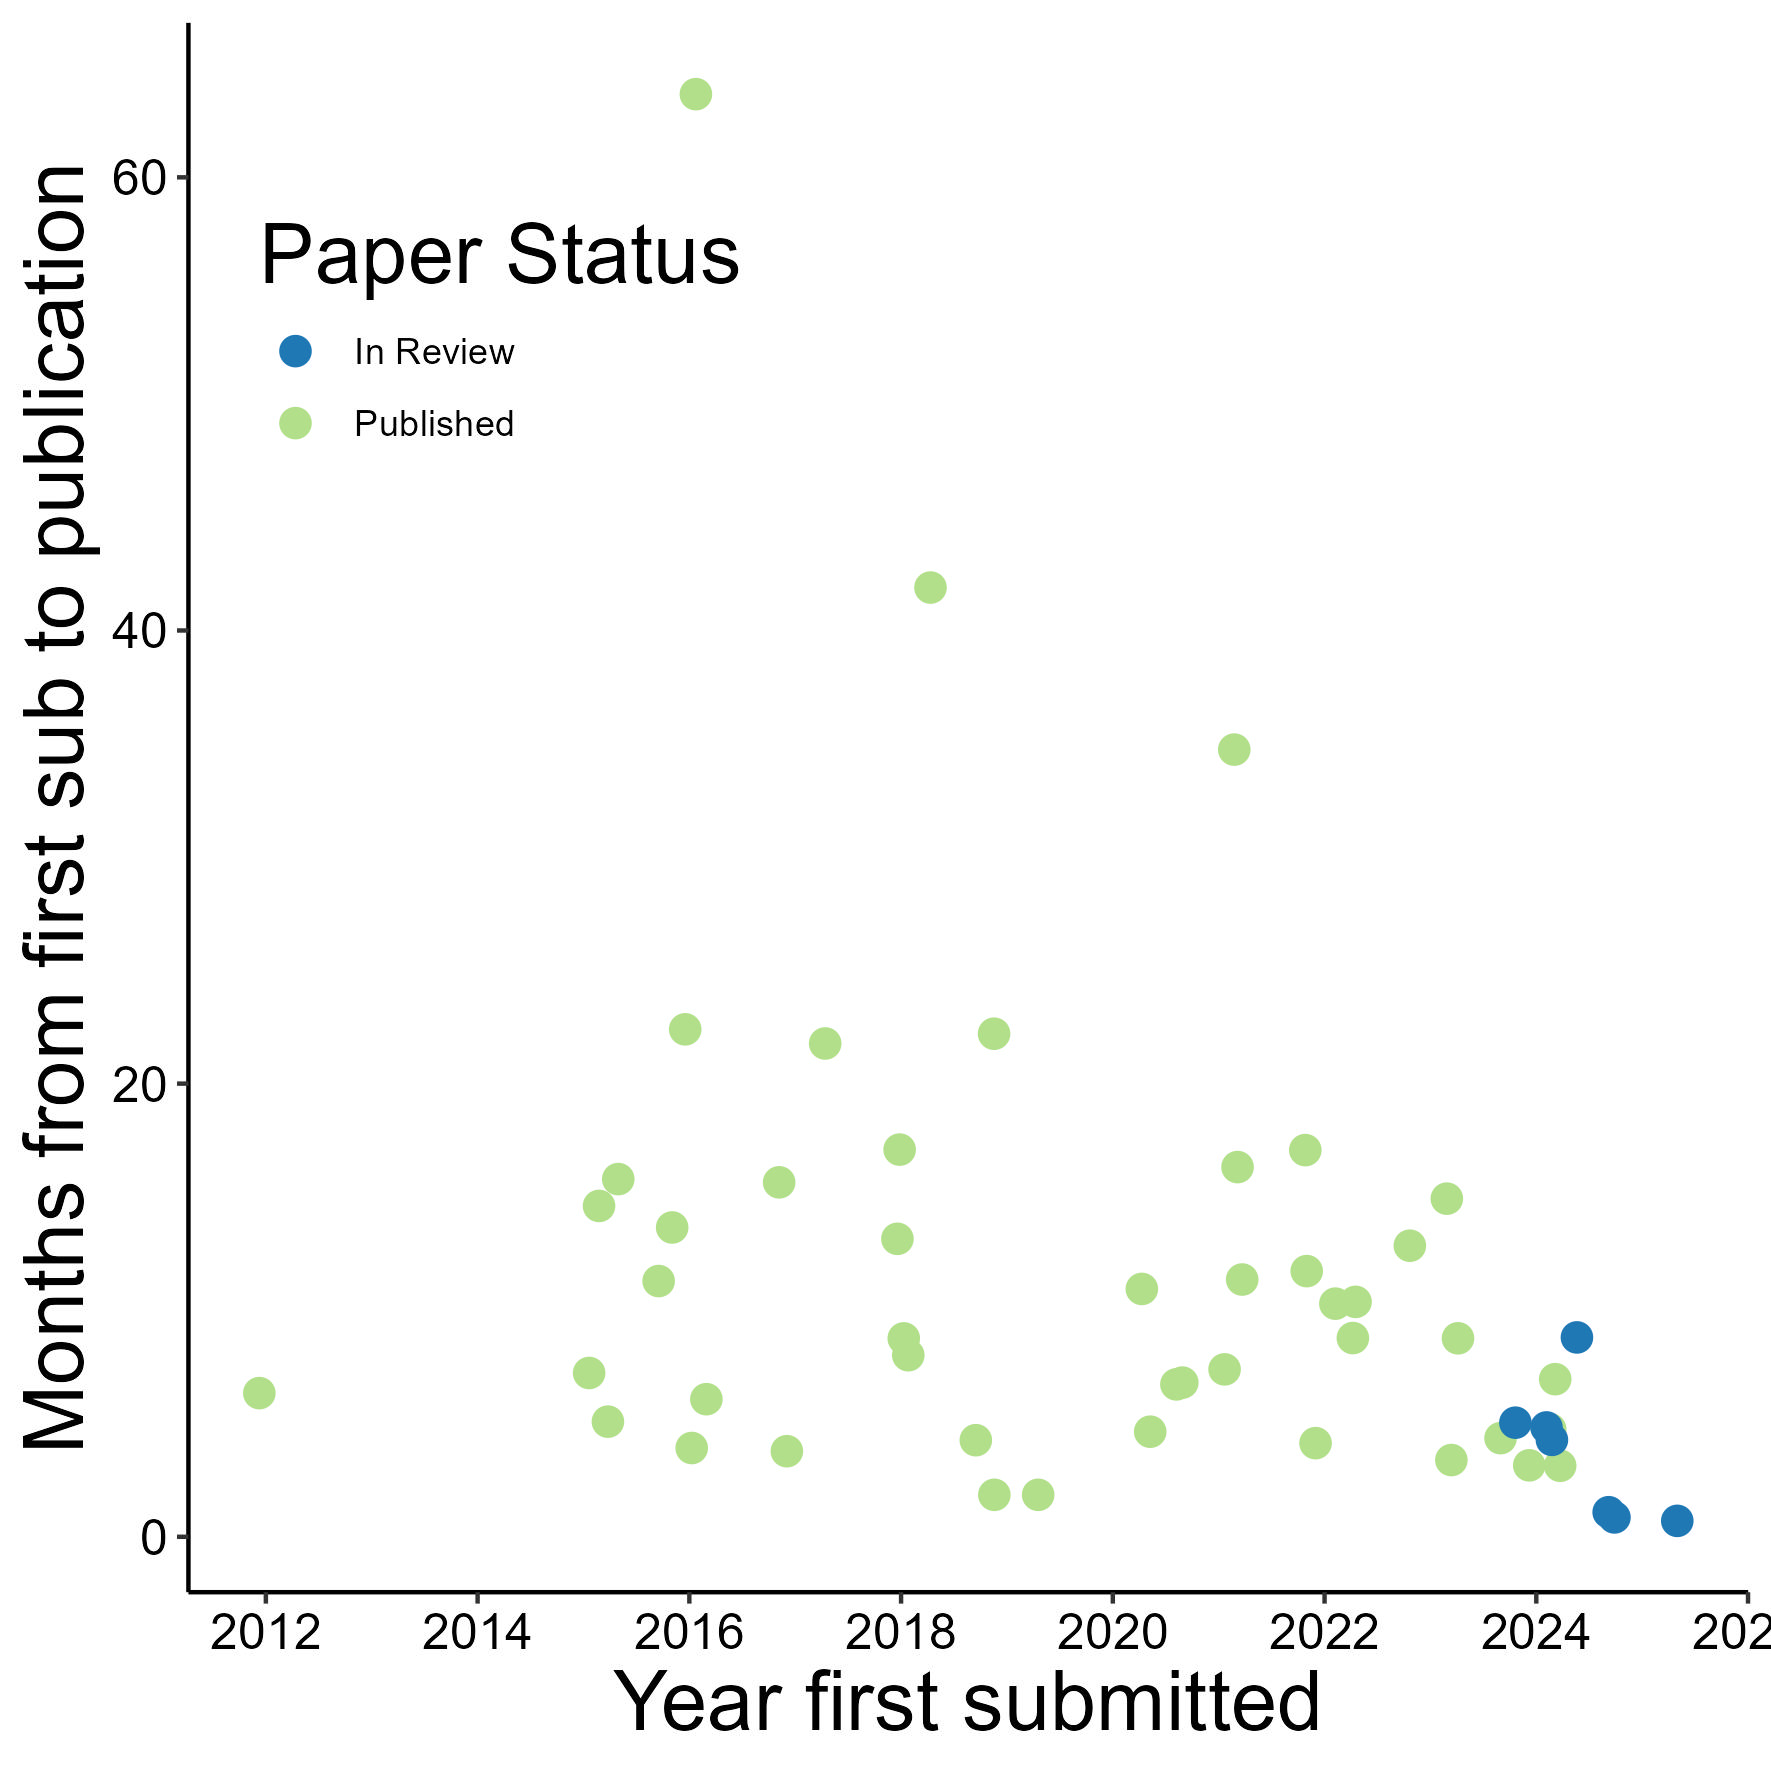 Months from first sub to publication
60
40
20
0
Paper Status
In Review
Published
2012 2014 2016 2018 2020 2022 2024 202
Year first submitted